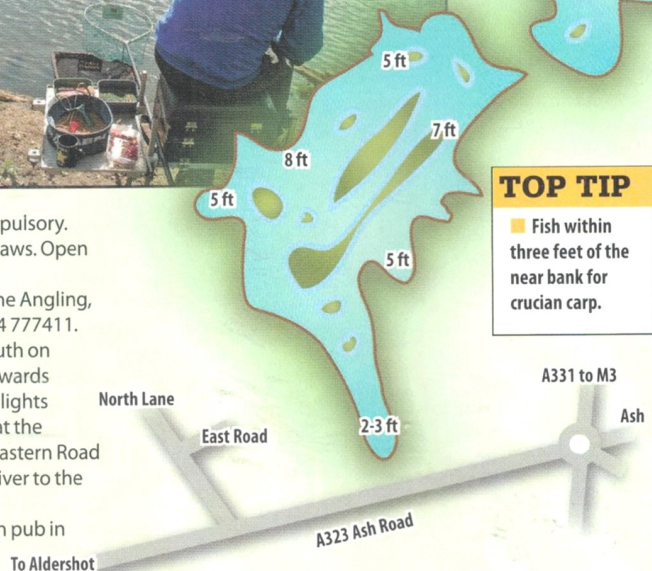 pulsory.
aws. Open
ne Angling,
4 777411.
uth on
wards
lights
at the
eastern Road
iver to the
n pub in
5 ft
7 ft
8 ft
5 ft
5 ft
2-3 ft
TOP TIP
Fish within
three feet of the
near bank for
crucian carp.
A331 to M3
Ash
North Lane
East Road
A323 Ash Road
To Aldershot